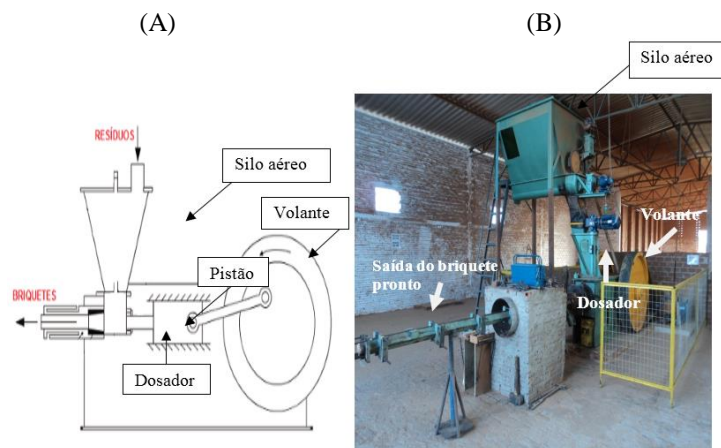 (A)
(B)
Silo aéreo
RESÍDUOS
Silo aéreo
Volante
Volante
Pistão
Saída do briquete
pronto
BRIQUETES
Dosador
Dosador